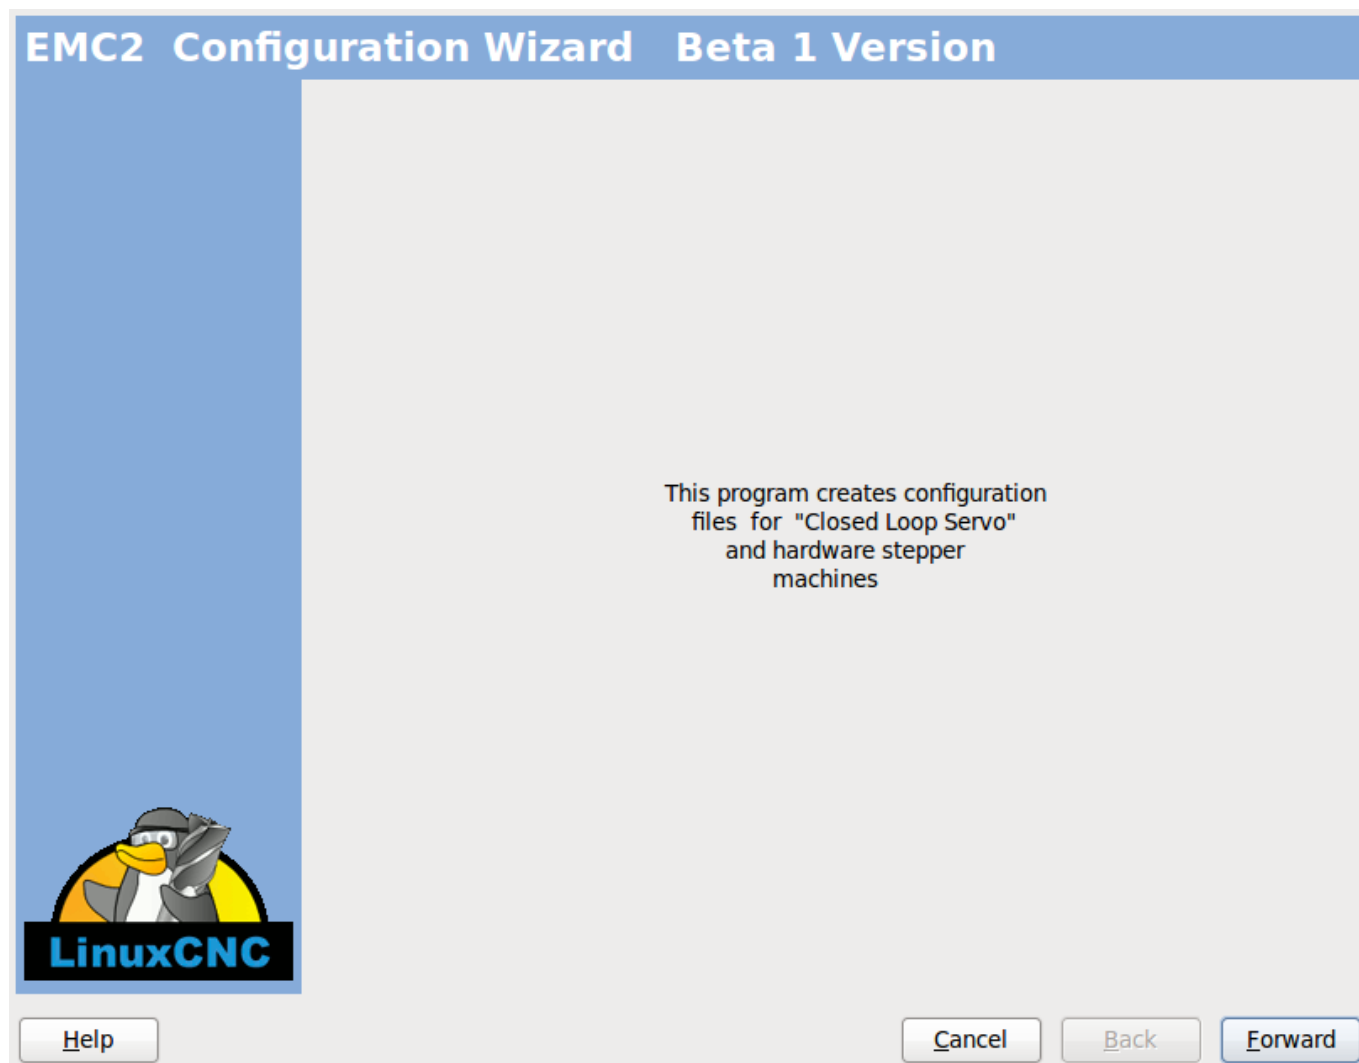 EMC2  Configuration Wizard   Beta 1 Version
This program creates configuration
files  for  "Closed Loop Servo"
and hardware stepper
machines
LinuxCNC
Help
Cancel
Back
Forward